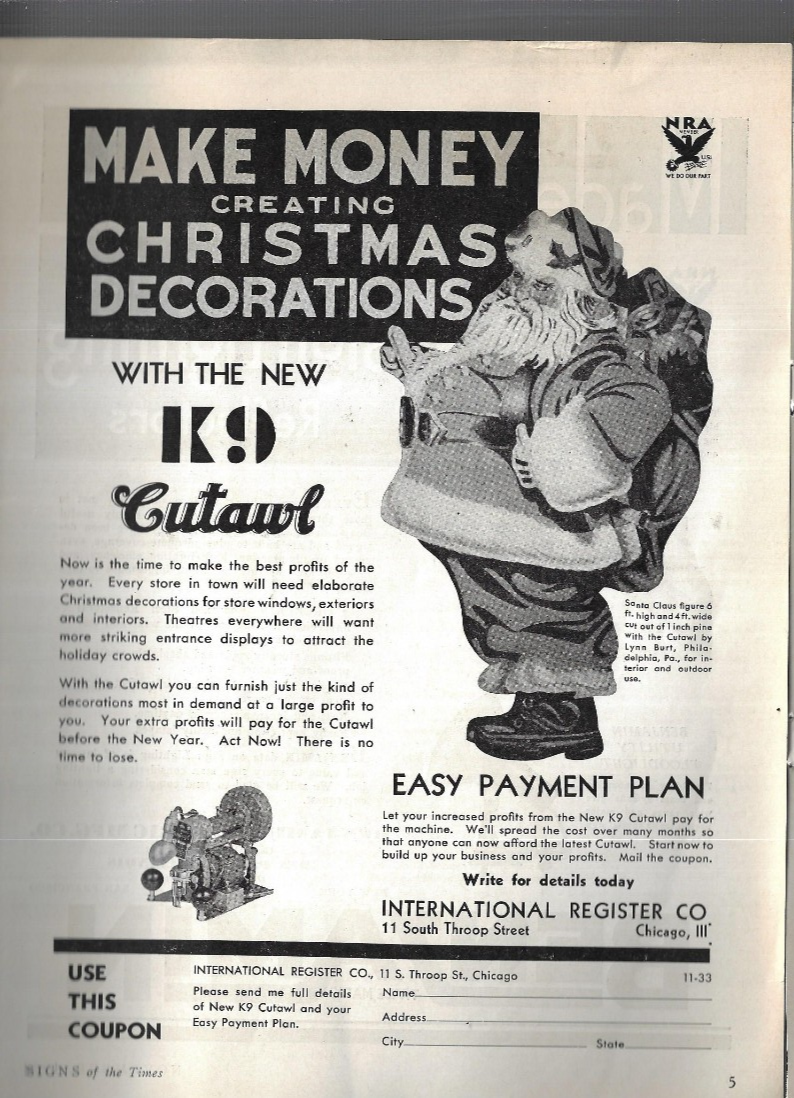 MAKE MONEY
CREATING
CHRISTMAS
DECORATIONS
NRA
MEMBER
U.S.
WE DO OUR PART
WITH THE NEW
K9
Cutawl
Now is the time to make the best profits of the
year. Every store in town will need elaborate
Christmas decorations for store windows, exteriors
and interiors. Theatres everywhere will want
more striking entrance displays to attract the
holiday crowds.
With the Cutawl you can furnish just the kind of
decorations most in demand at a large profit to
you. Your extra profits will pay for the Cutawl
before the New Year. Act Now! There is no
time to lose.
Santa Claus figure 6
ft. high and 4 ft. wide
cut out of 1 inch pine
with the Cutawl by
Lynn Burt, Phila-
delphia, Pa., for in-
terior and outdoor
use.
EASY PAYMENT PLAN
Let your increased profits from the New K9 Cutawl pay for
the machine. We'll spread the cost over many months so
that anyone can now afford the latest Cutawl. Start now to
build up your business and your profits. Mail the coupon.
Write for details today
INTERNATIONAL REGISTER CO.
11 South Throop Street Chicago, Ill.
USE
THIS
COUPON
INTERNATIONAL REGISTER CO., 11 S. Throop St., Chicago 11-33
Please send me full details
of New K9 Cutawl and your
Easy Payment Plan.
Name
Address
City State
SIGNS of the Times
5